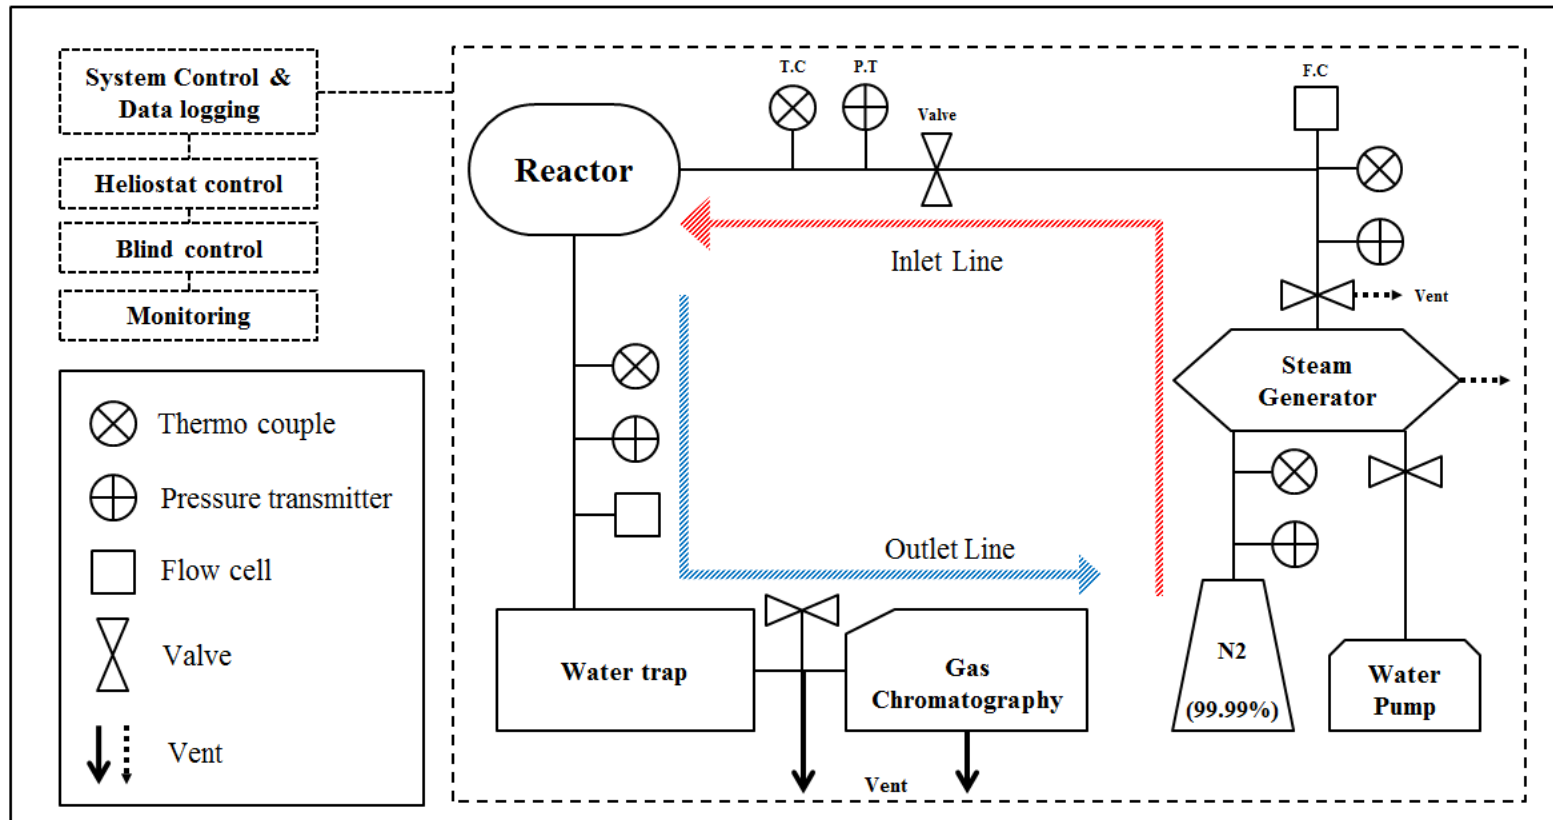 System Control &
Data logging
Heliostat control
Blind control
Monitoring
Thermo couple
Pressure transmitter
Flow cell
Valve
Vent
T.C
P.T
Valve
F.C
Reactor
Inlet Line
Vent
Steam
Generator
Outlet Line
Water trap
Gas
Chromatography
N2
(99.99%)
Water
Pump
Vent